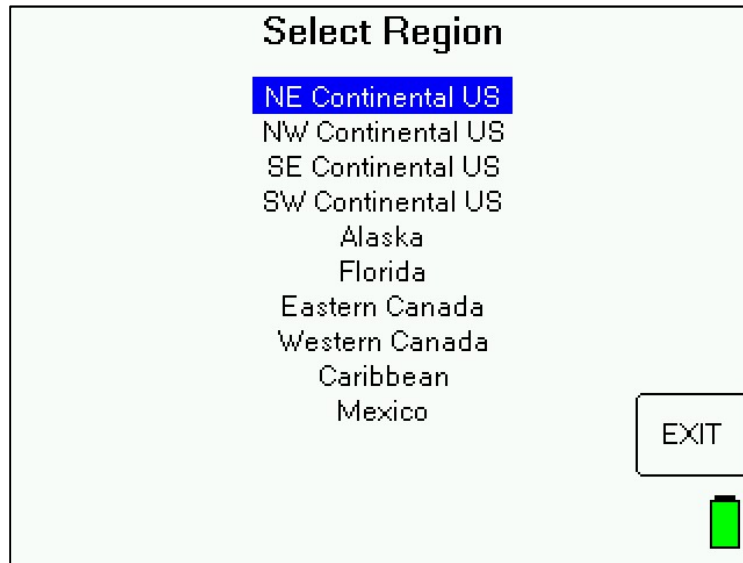 Select Region
NE Continental US
NW Continental US
SE Continental US
SW Continental US
Alaska
Florida
Eastern Canada
Western Canada
Caribbean
Mexico
EXIT